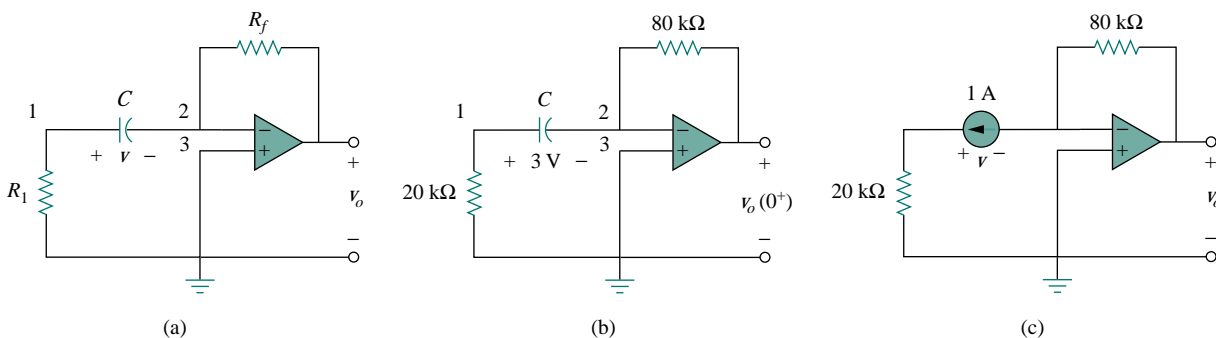 R_f
1
C
2
3
+ v −
−
+
R_1
+
v_o
−
(a)
80 kΩ
1
C
2
3
+ 3 V −
−
+
20 kΩ
+
v_o (0⁺)
−
(b)
80 kΩ
1 A
+ v −
−
+
20 kΩ
+
v_o
−
(c)